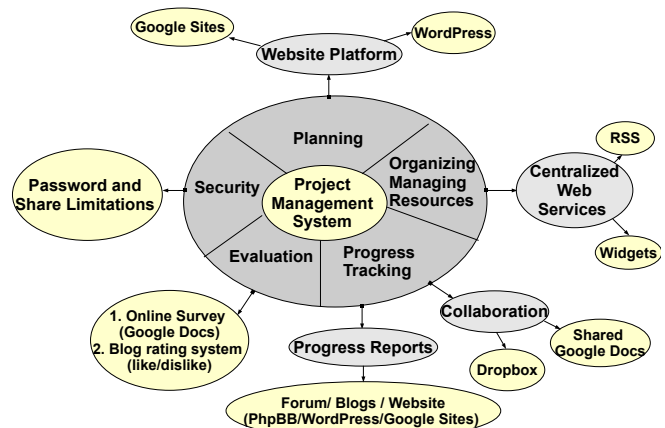 Google Sites
WordPress
Website Platform
Planning
RSS
Organizing
Managing
Resources
Centralized
Web
Services
Password and
Share Limitations
Security
Project
Management
System
Widgets
Evaluation
Progress
Tracking
1. Online Survey
(Google Docs)
2. Blog rating system
(like/dislike)
Collaboration
Shared
Google Docs
Progress Reports
Dropbox
Forum/ Blogs / Website
(PhpBB/WordPress/Google Sites)